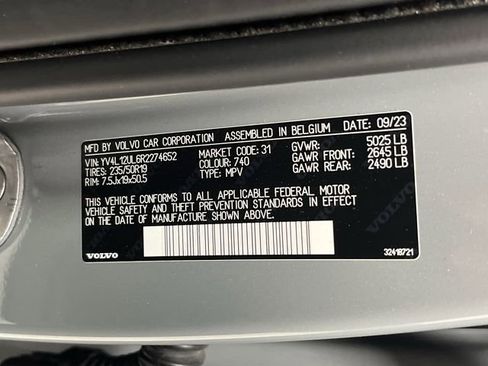 MFD BY VOLVO CAR CORPORATION ASSEMBLED IN BELGIUM DATE: 09/23
VIN: YV4L12UL6R2274652 MARKET CODE: 31 GVWR: 5025 LB
TIRES: 235/50R19 COLOUR: 740 GAWR FRONT: 2645 LB
RIM: 7.5Jx19x50.5 TYPE: MPV GAWR REAR: 2490 LB
THIS VEHICLE CONFORMS TO ALL APPLICABLE FEDERAL MOTOR
VEHICLE SAFETY AND THEFT PREVENTION STANDARDS IN EFFECT
ON THE DATE OF MANUFACTURE SHOWN ABOVE.
VOLVO 32418721